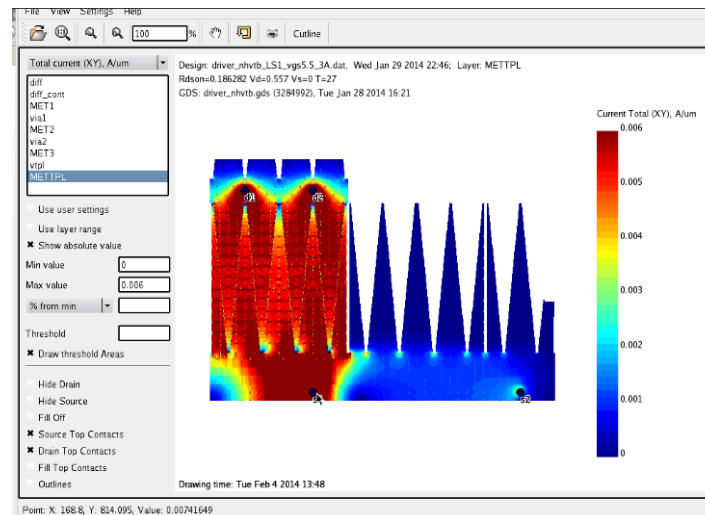 File View Settings Help
100 % Cutline
Total current (XY), A/um
diff
diff_cont
MET1
via1
MET2
via2
MET3
vtpl
METTPL
Use user settings
Use layer range
Show absolute value
Min value 0
Max value 0.006
% from min
Threshold
Draw threshold Areas
Hide Drain
Hide Source
Fill Off
Source Top Contacts
Drain Top Contacts
Fill Top Contacts
Outlines
Design: driver_nhvtb_LS1_vgs5.5_3A.dat, Wed Jan 29 2014 22:46; Layer: METTPL
Rdson=0.186282 Vd=0.557 Vs=0 T=27
GDS: driver_nhvtb.gds (3284992), Tue Jan 28 2014 16:21
Current Total (XY), A/um
0.006
0.005
0.004
0.003
0.002
0.001
0
d1
d2
s2
Drawing time: Tue Feb 4 2014 13:48
Point: X: 168.8, Y: 814.095, Value: 0.00741649